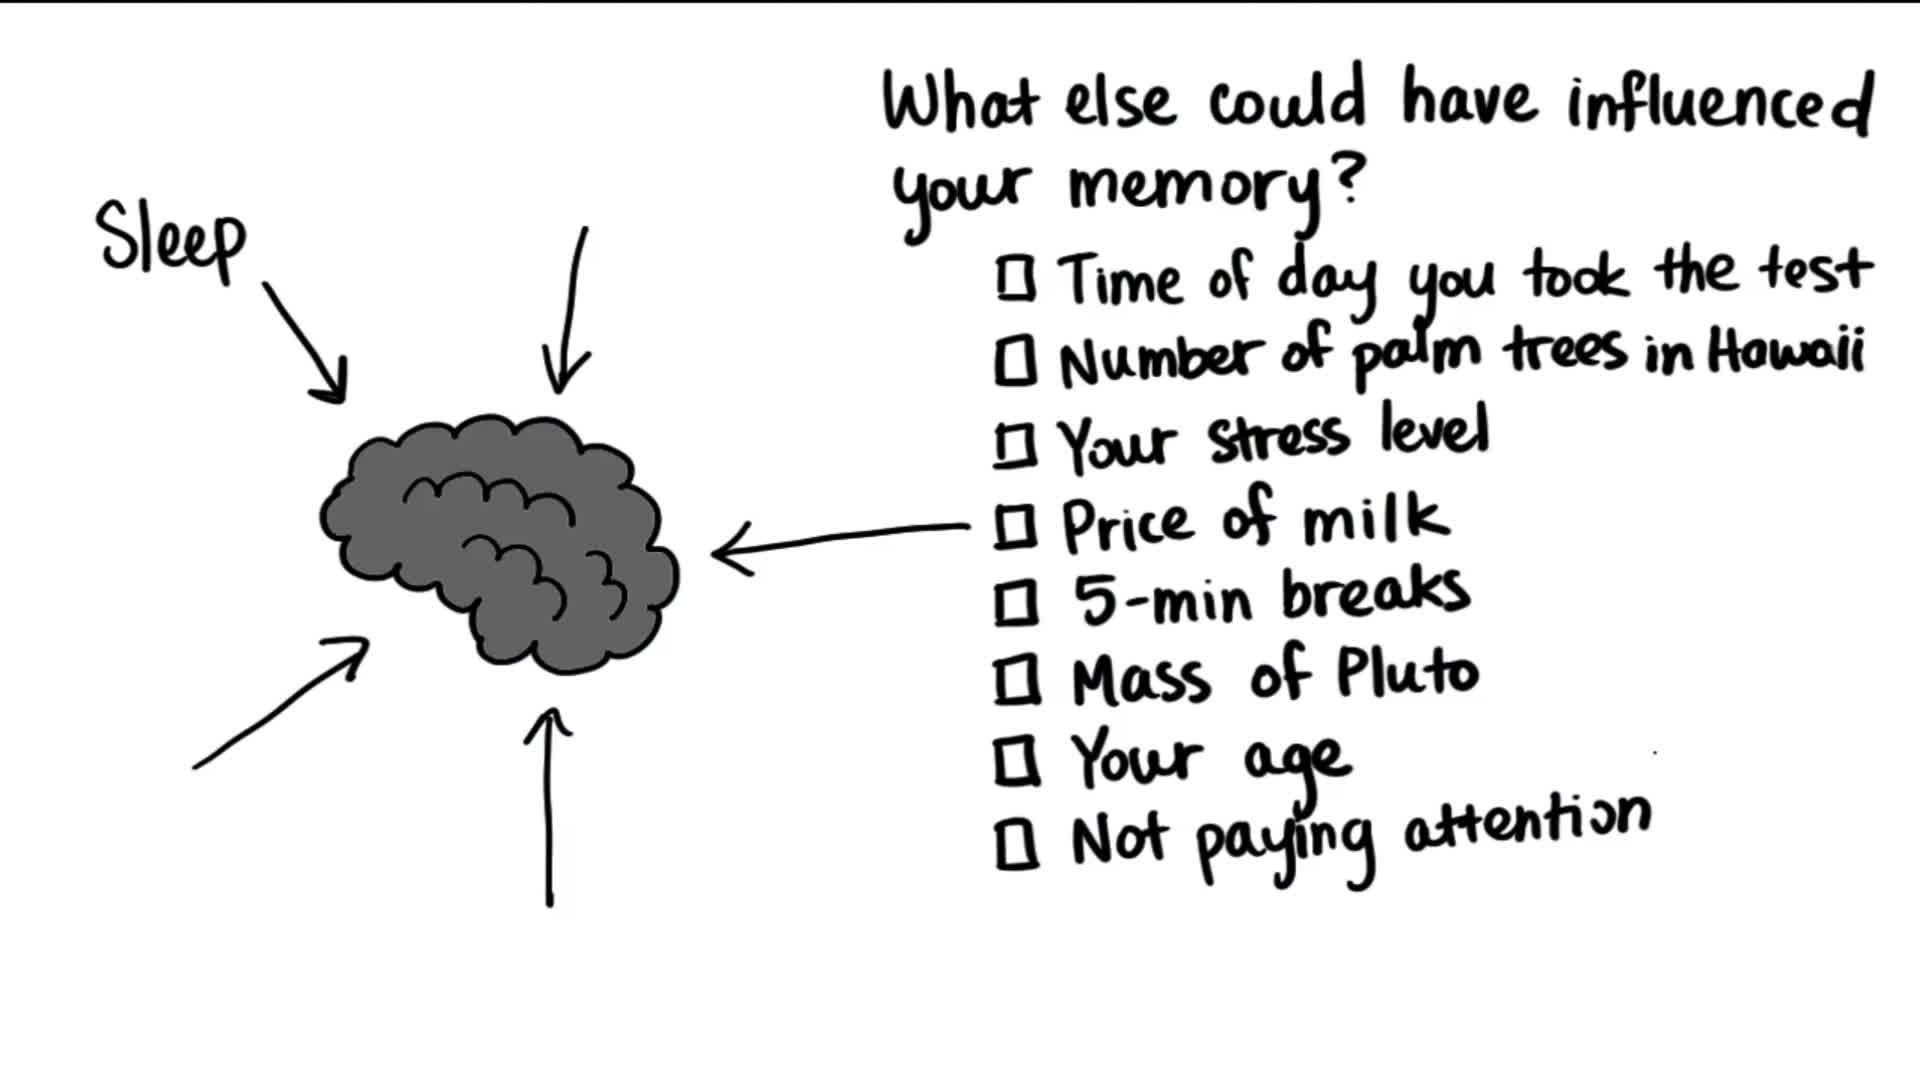 What else could have influenced
your memory?
Sleep
Time of day you took the test
Number of palm trees in Hawaii
Your stress level
Price of milk
5-min breaks
Mass of Pluto
Your age
Not paying attention